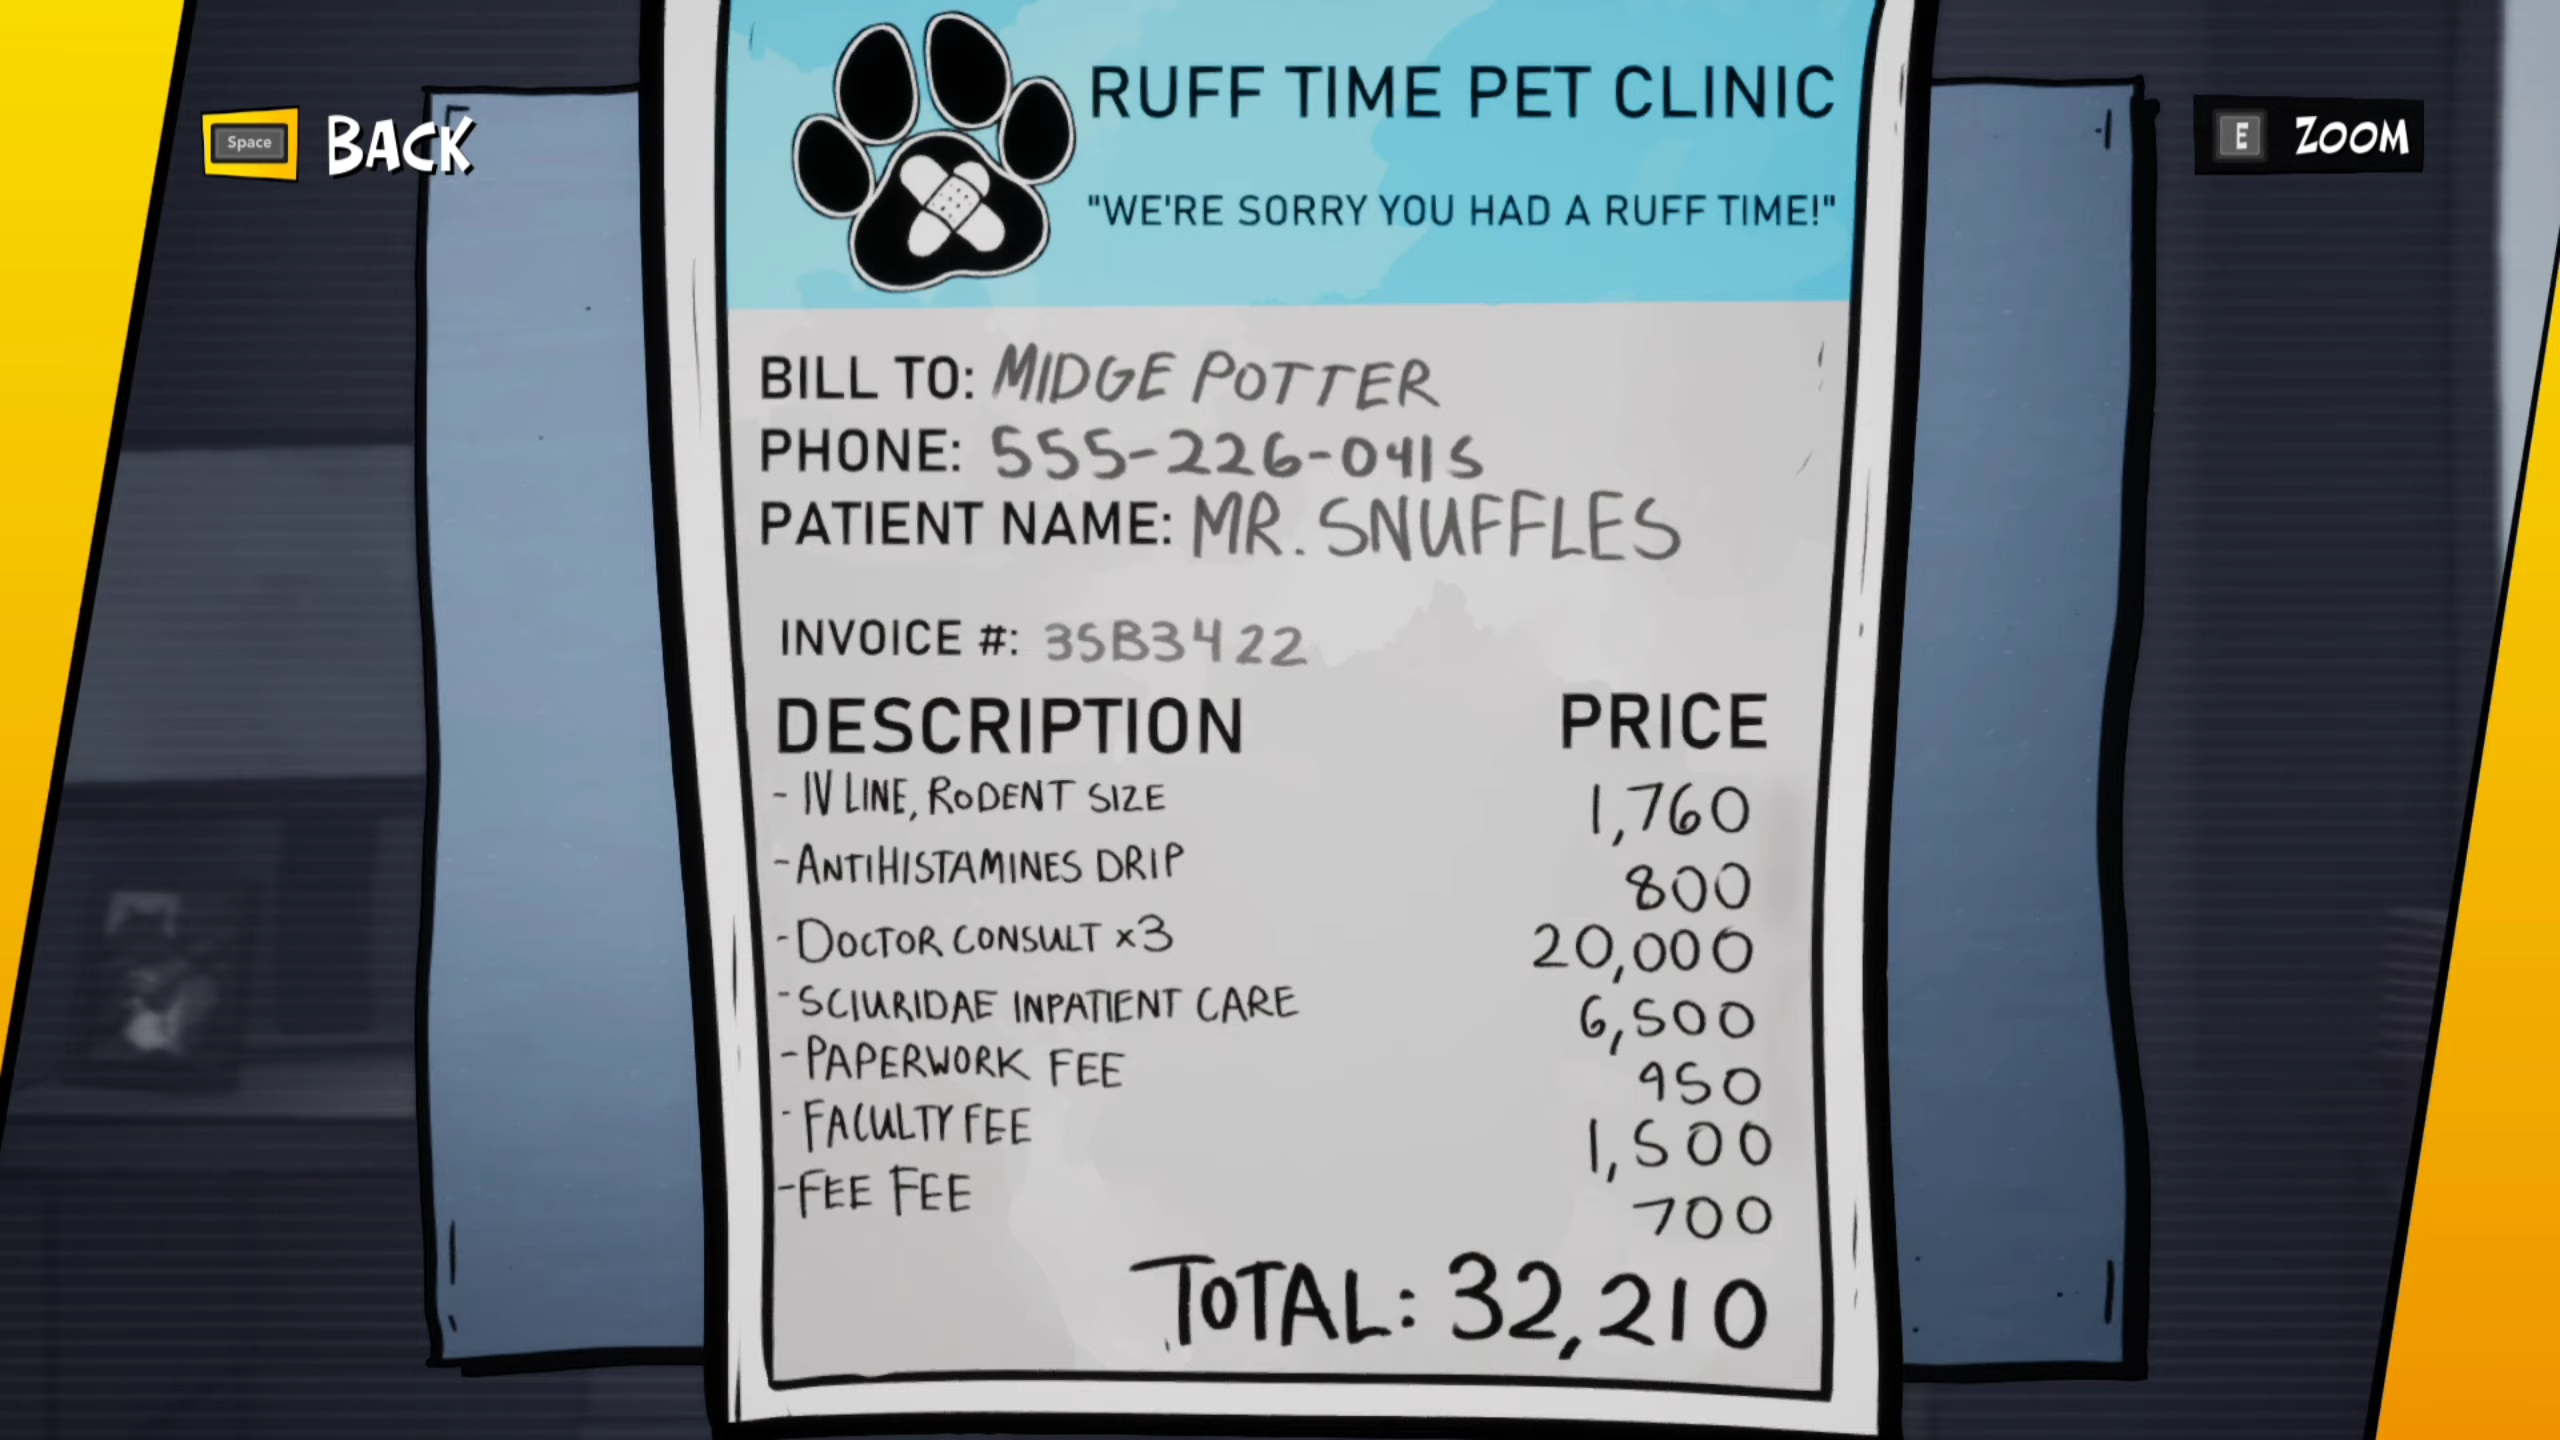 RUFF TIME PET CLINIC
"WE'RE SORRY YOU HAD A RUFF TIME!"
Space BACK
E ZOOM
BILL TO: MIDGE POTTER
PHONE: 555-226-0415
PATIENT NAME: MR. SNUFFLES
INVOICE #: 35B3422
DESCRIPTION PRICE
- IV LINE, RODENT SIZE 1,760
- ANTIHISTAMINES DRIP 800
- DOCTOR CONSULT x3 20,000
- SCIURIDAE INPATIENT CARE 6,500
- PAPERWORK FEE 950
- FACULTY FEE 1,500
- FEE FEE 700
TOTAL: 32,210